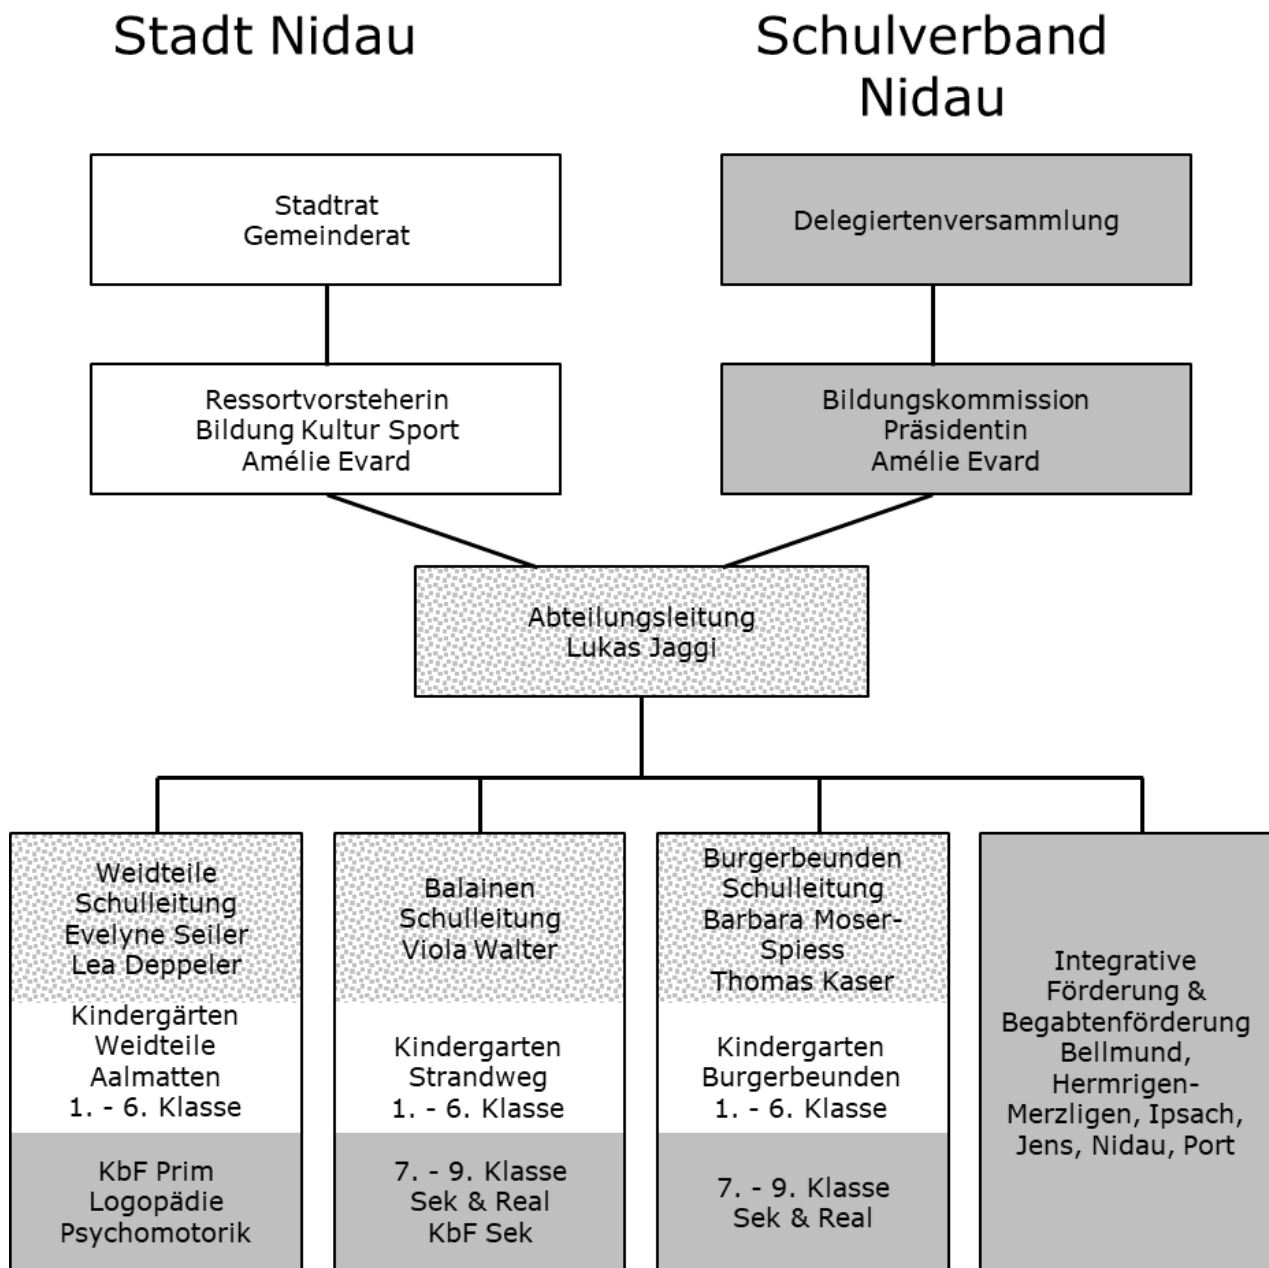 Stadt Nidau
Schulverband
Nidau
Stadtrat
Gemeinderat
Delegiertenversammlung
Ressortvorsteherin
Bildung Kultur Sport
Amélie Evard
Bildungskommission
Präsidentin
Amélie Evard
Abteilungsleitung
Lukas Jaggi
Weidteile
Schulleitung
Evelyne Seiler
Lea Deppeler
Kindergärten
Weidteile
Aalmatten
1. - 6. Klasse
KbF Prim
Logopädie
Psychomotorik
Balainen
Schulleitung
Viola Walter
Kindergarten
Strandweg
1. - 6. Klasse
7. - 9. Klasse
Sek & Real
KbF Sek
Burgerbeunden
Schulleitung
Barbara Moser-
Spiess
Thomas Kaser
Kindergarten
Burgerbeunden
1. - 6. Klasse
7. - 9. Klasse
Sek & Real
Integrative
Förderung &
Begabtenförderung
Bellmund,
Hermrigen-
Merzligen, Ipsach,
Jens, Nidau, Port